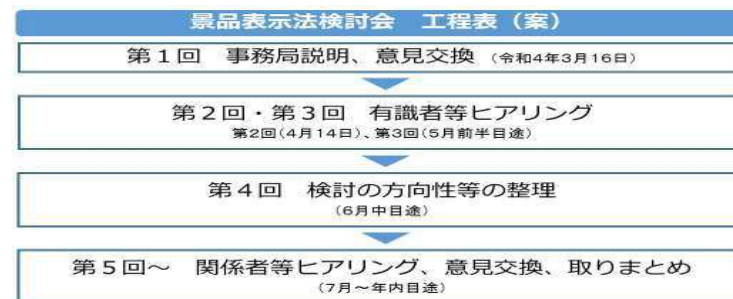 景品表示法検討会　工程表（案）
第１回　事務局説明、意見交換（令和4年3月16日）
第２回・第３回　有識者等ヒアリング
第2回（4月14日）、第3回（5月前半目途）
第４回　検討の方向性等の整理
（6月中目途）
第５回～　関係者等ヒアリング、意見交換、取りまとめ
（7月～年内目途）